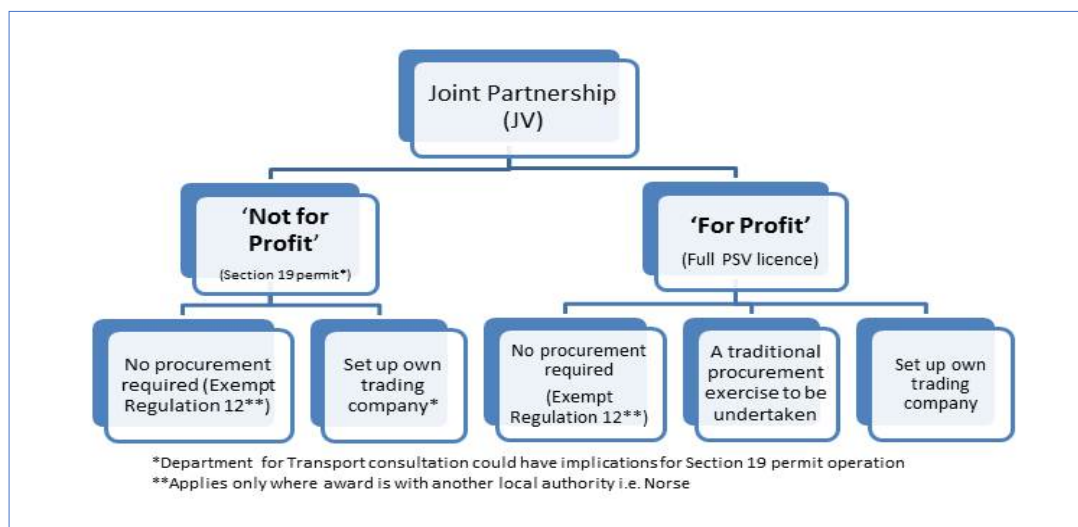 Joint Partnership
(JV)
‘Not for
Profit’
(Section 19 permit*)
‘For Profit’
(Full PSV licence)
No procurement
required (Exempt
Regulation 12**)
Set up own
trading
company*
No procurement
required
(Exempt
Regulation 12**)
A traditional
procurement
exercise to be
undertaken
Set up own
trading
company
*Department for Transport consultation could have implications for Section 19 permit operation
**Applies only where award is with another local authority i.e. Norse